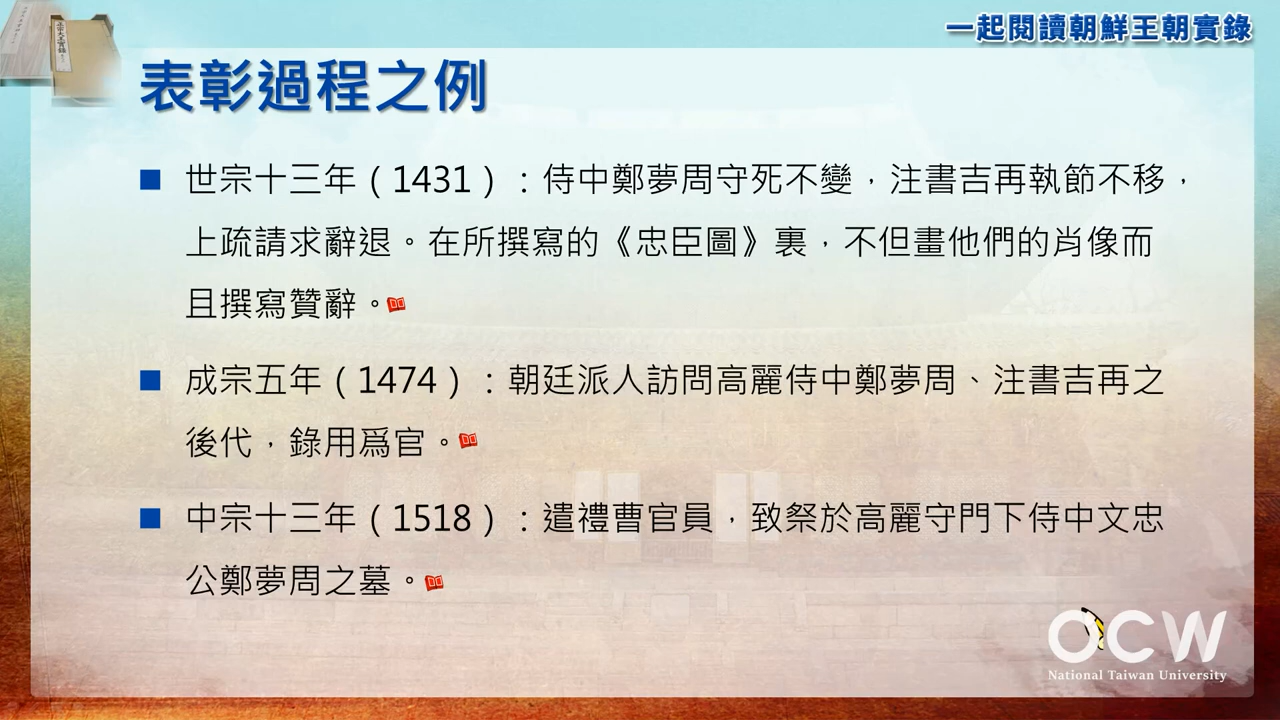 一起閱讀朝鮮王朝實錄
表彰過程之例
■ 世宗十三年（1431）：侍中鄭夢周守死不變，注書吉再執節不移，
上疏請求辭退。在所撰寫的《忠臣圖》裏，不但畫他們的肖像而
且撰寫贊辭。
■ 成宗五年（1474）：朝廷派人訪問高麗侍中鄭夢周、注書吉再之
後代，錄用爲官。
■ 中宗十三年（1518）：遣禮曹官員，致祭於高麗守門下侍中文忠
公鄭夢周之墓。
OCW
National Taiwan University